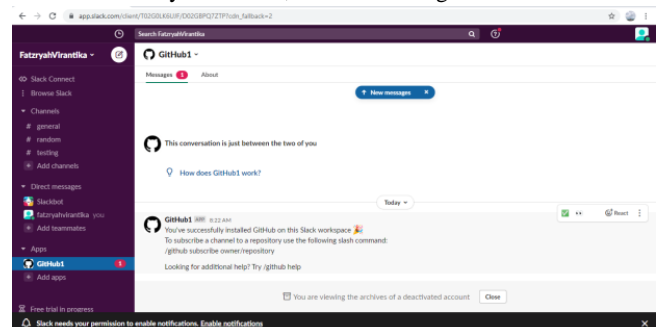 app.slack.com/client/T02G0LK6UJF/D02G8PQ7ZTP?cdn_fallback=2
Search FatzryahVirantika
FatzryahVirantika
GitHub1
Messages 1 About
New messages X
Slack Connect
Browse Slack
Channels
# general
# random
# testing
+ Add channels
Direct messages
Slackbot
fatzryahvirantika you
+ Add teammates
Apps
GitHub1 1
+ Add apps
Free trial in progress
This conversation is just between the two of you
How does GitHub1 work?
Today
GitHub1 APP 8:22 AM
You've successfully installed GitHub on this Slack workspace 🎉
To subscribe a channel to a repository use the following slash command:
/github subscribe owner/repository
Looking for additional help? Try /github help
React
You are viewing the archives of a deactivated account Close
Slack needs your permission to enable notifications. Enable notifications X